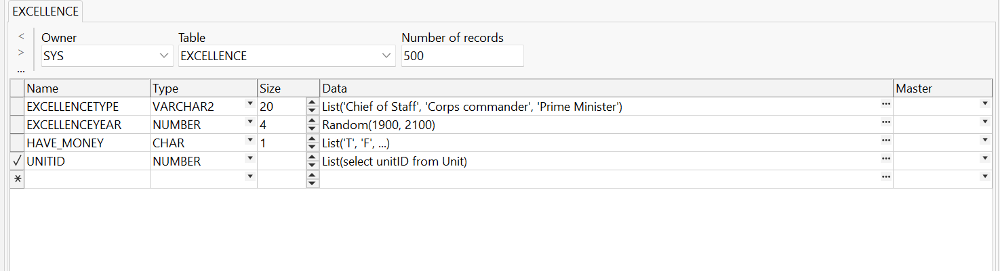 EXCELLENCE
< Owner Table Number of records
> SYS EXCELLENCE 500
...
Name Type Size Data Master
EXCELLENCETYPE VARCHAR2 20 List('Chief of Staff', 'Corps commander', 'Prime Minister') ...
EXCELLENCEYEAR NUMBER 4 Random(1900, 2100) ...
HAVE_MONEY CHAR 1 List('T', 'F', ...) ...
✓ UNITID NUMBER List(select unitID from Unit) ...
* ...